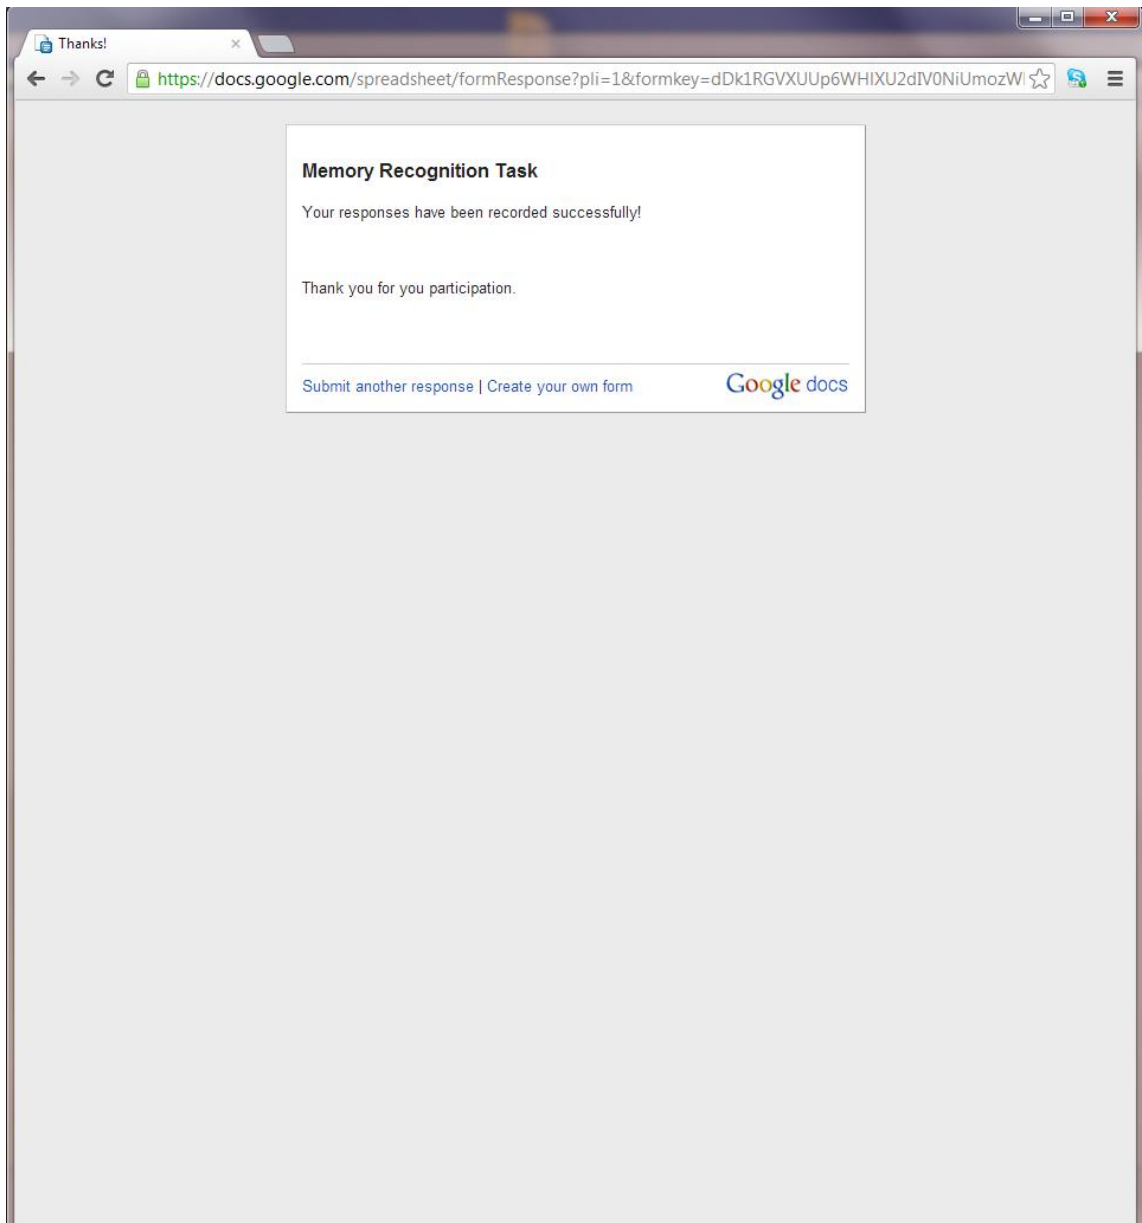 Thanks!
https://docs.google.com/spreadsheet/formResponse?pli=1&formkey=dDk1RGVXUUp6WHlXU2dIV0NiUmozW
Memory Recognition Task
Your responses have been recorded successfully!
Thank you for you participation.
Submit another response | Create your own form
Google docs